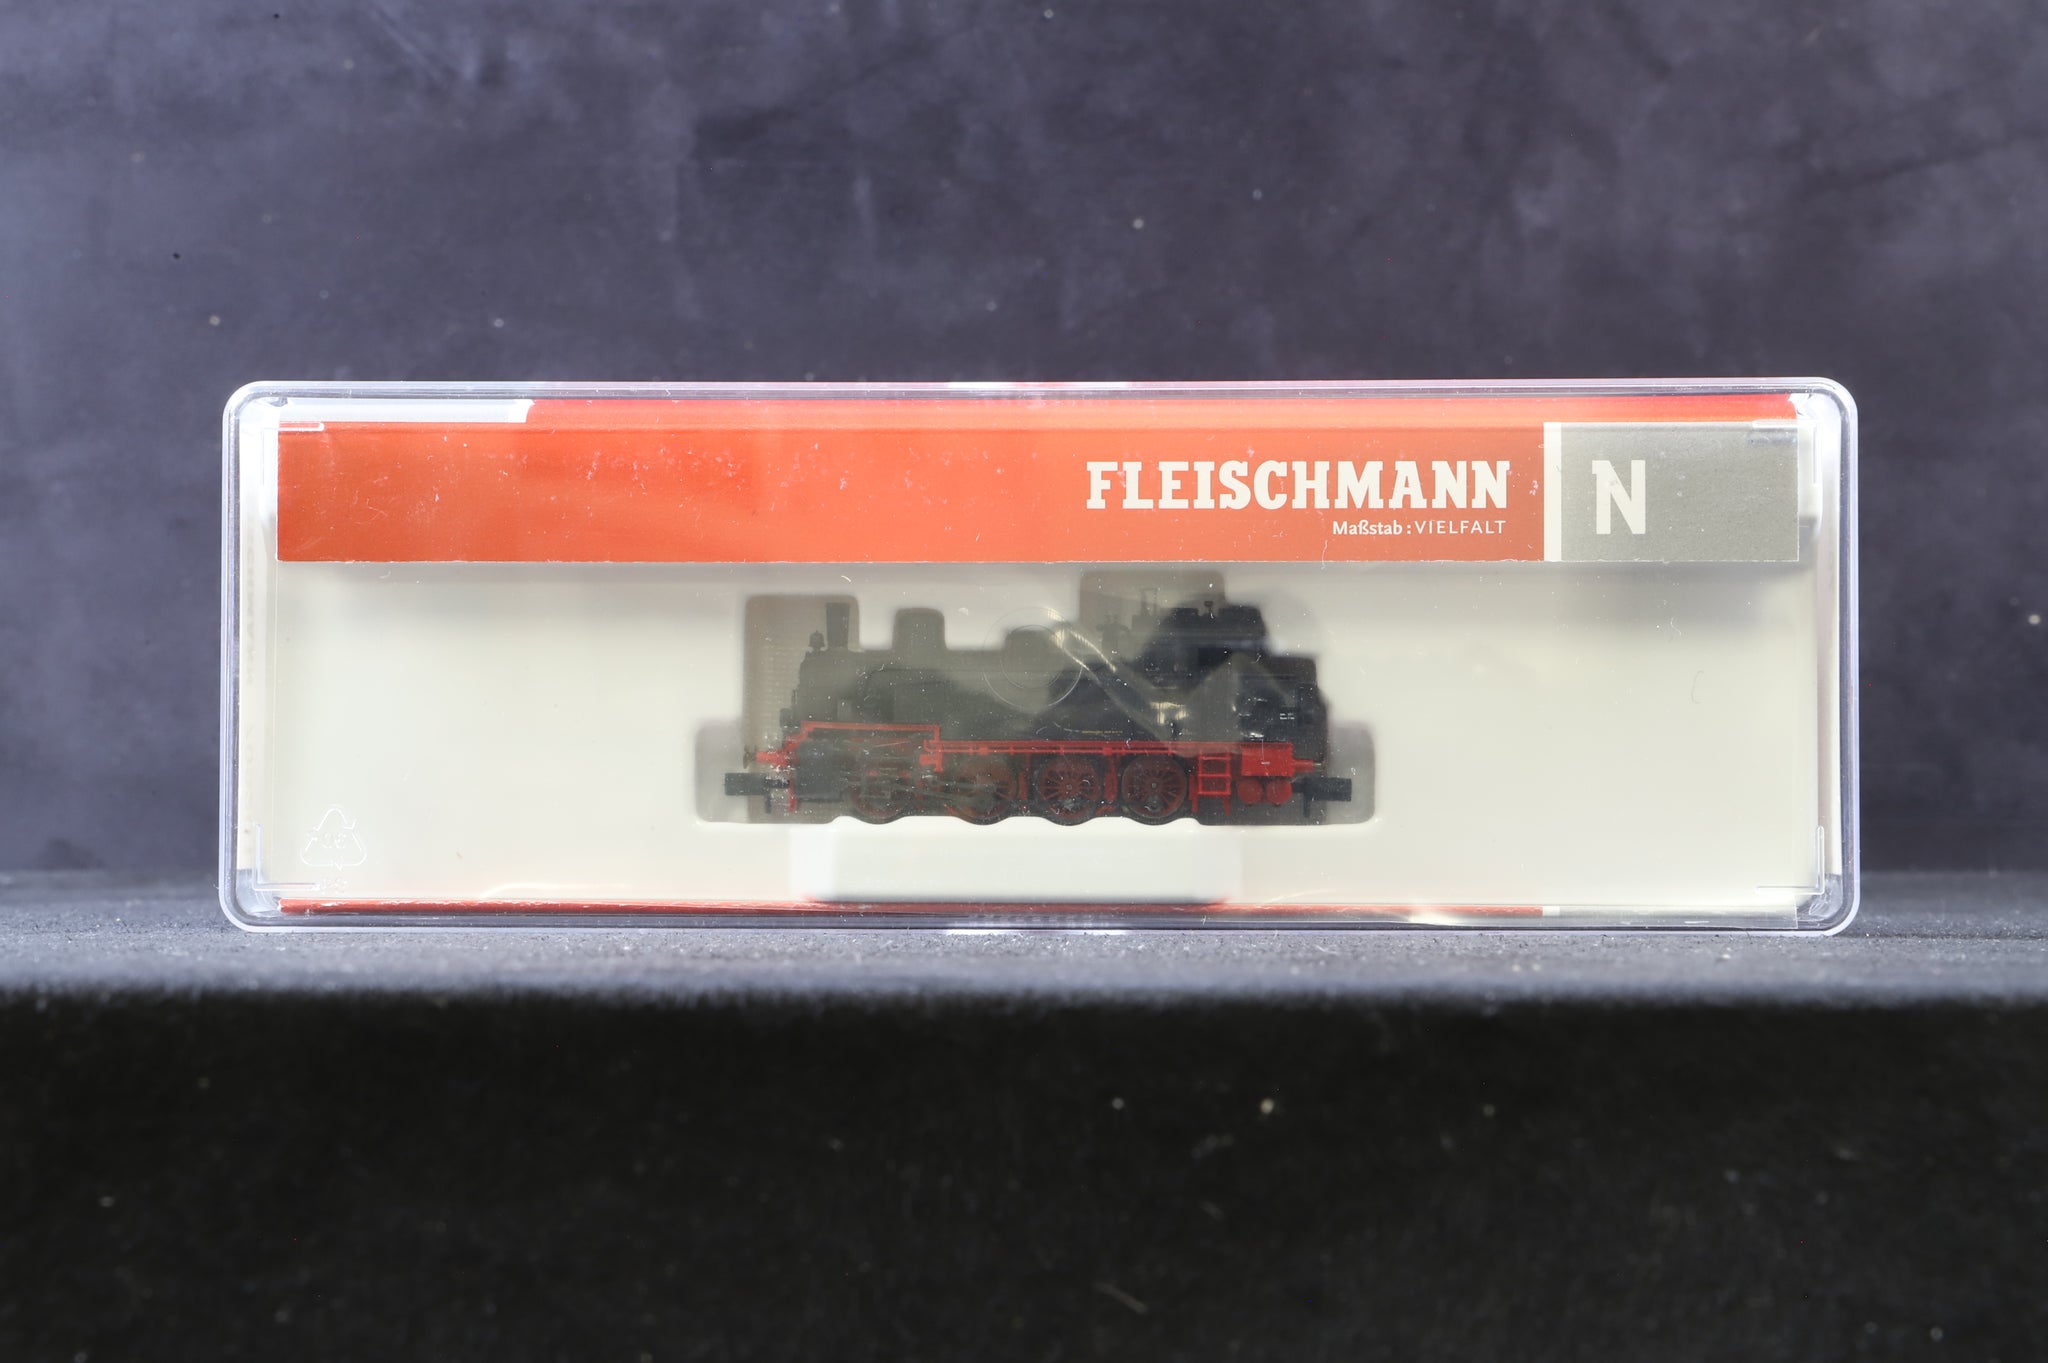 FLEISCHMANN
N
Maßstab : VIELFALT